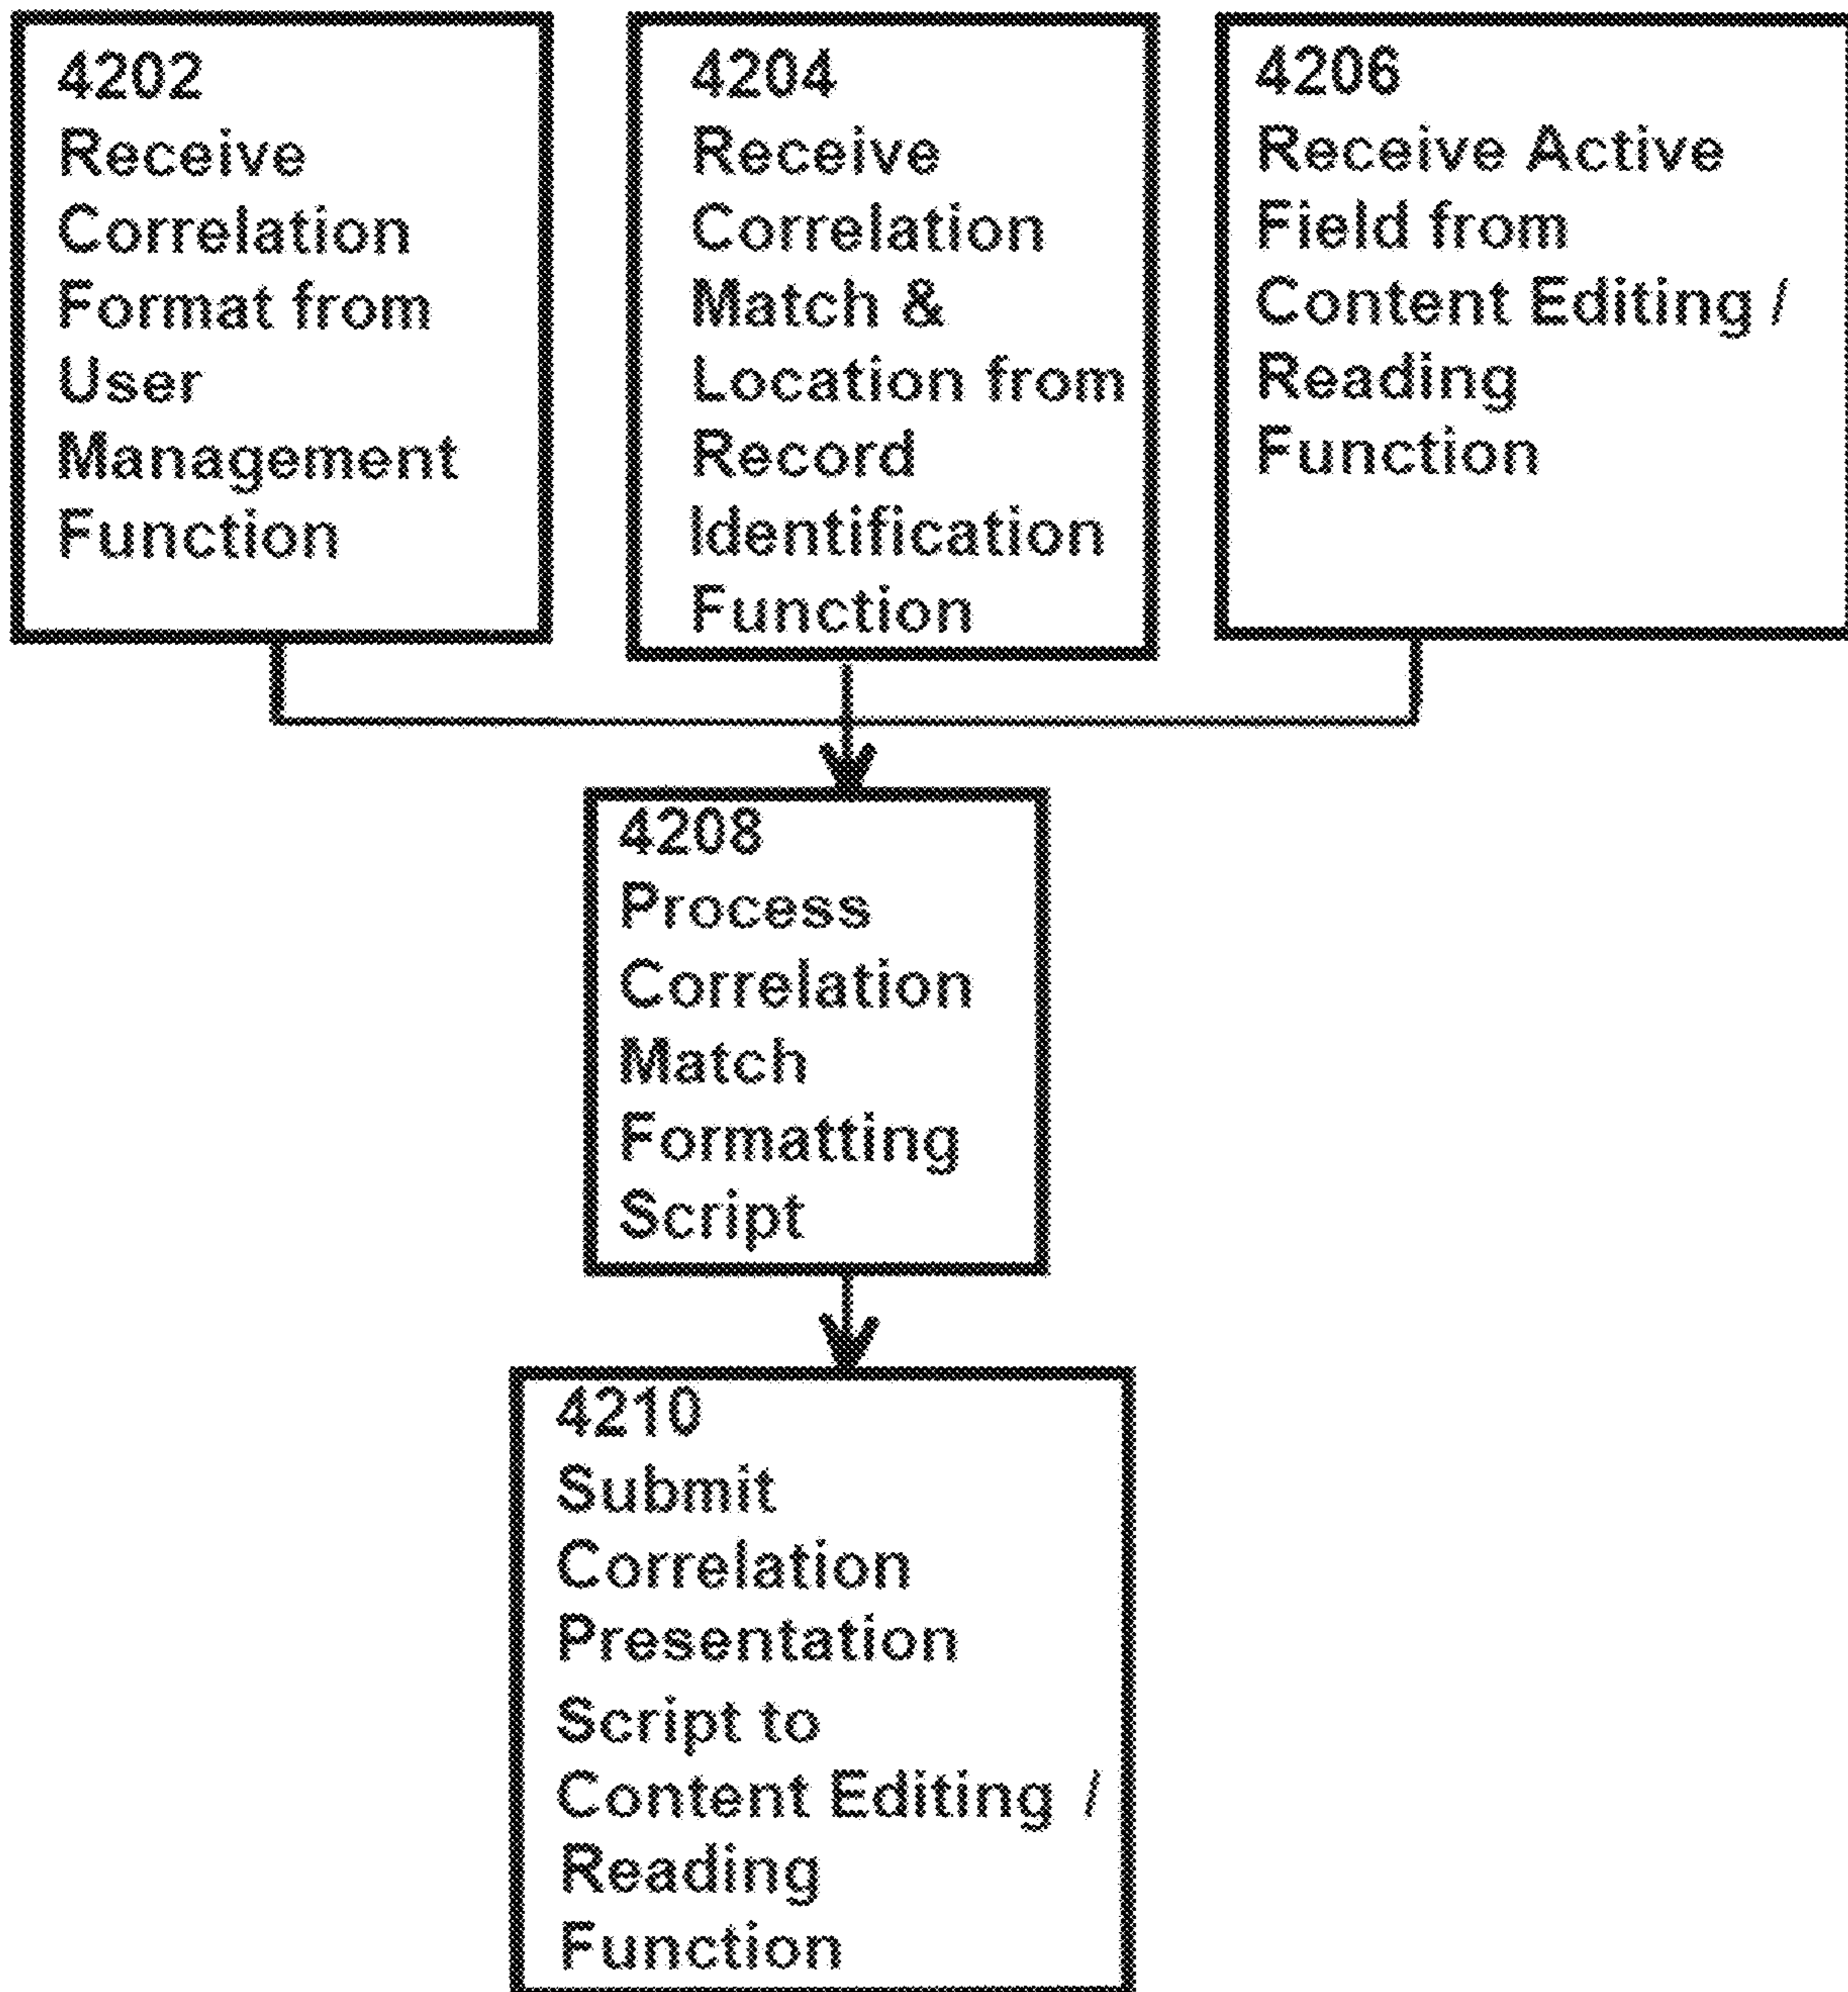 4202
Receive
Correlation
Format from
User
Management
Function
4204
Receive
Correlation
Match &
Location from
Record
Identification
Function
4206
Receive Active
Field from
Content Editing /
Reading
Function
4208
Process
Correlation
Match
Formatting
Script
4210
Submit
Correlation
Presentation
Script to
Content Editing /
Reading
Function